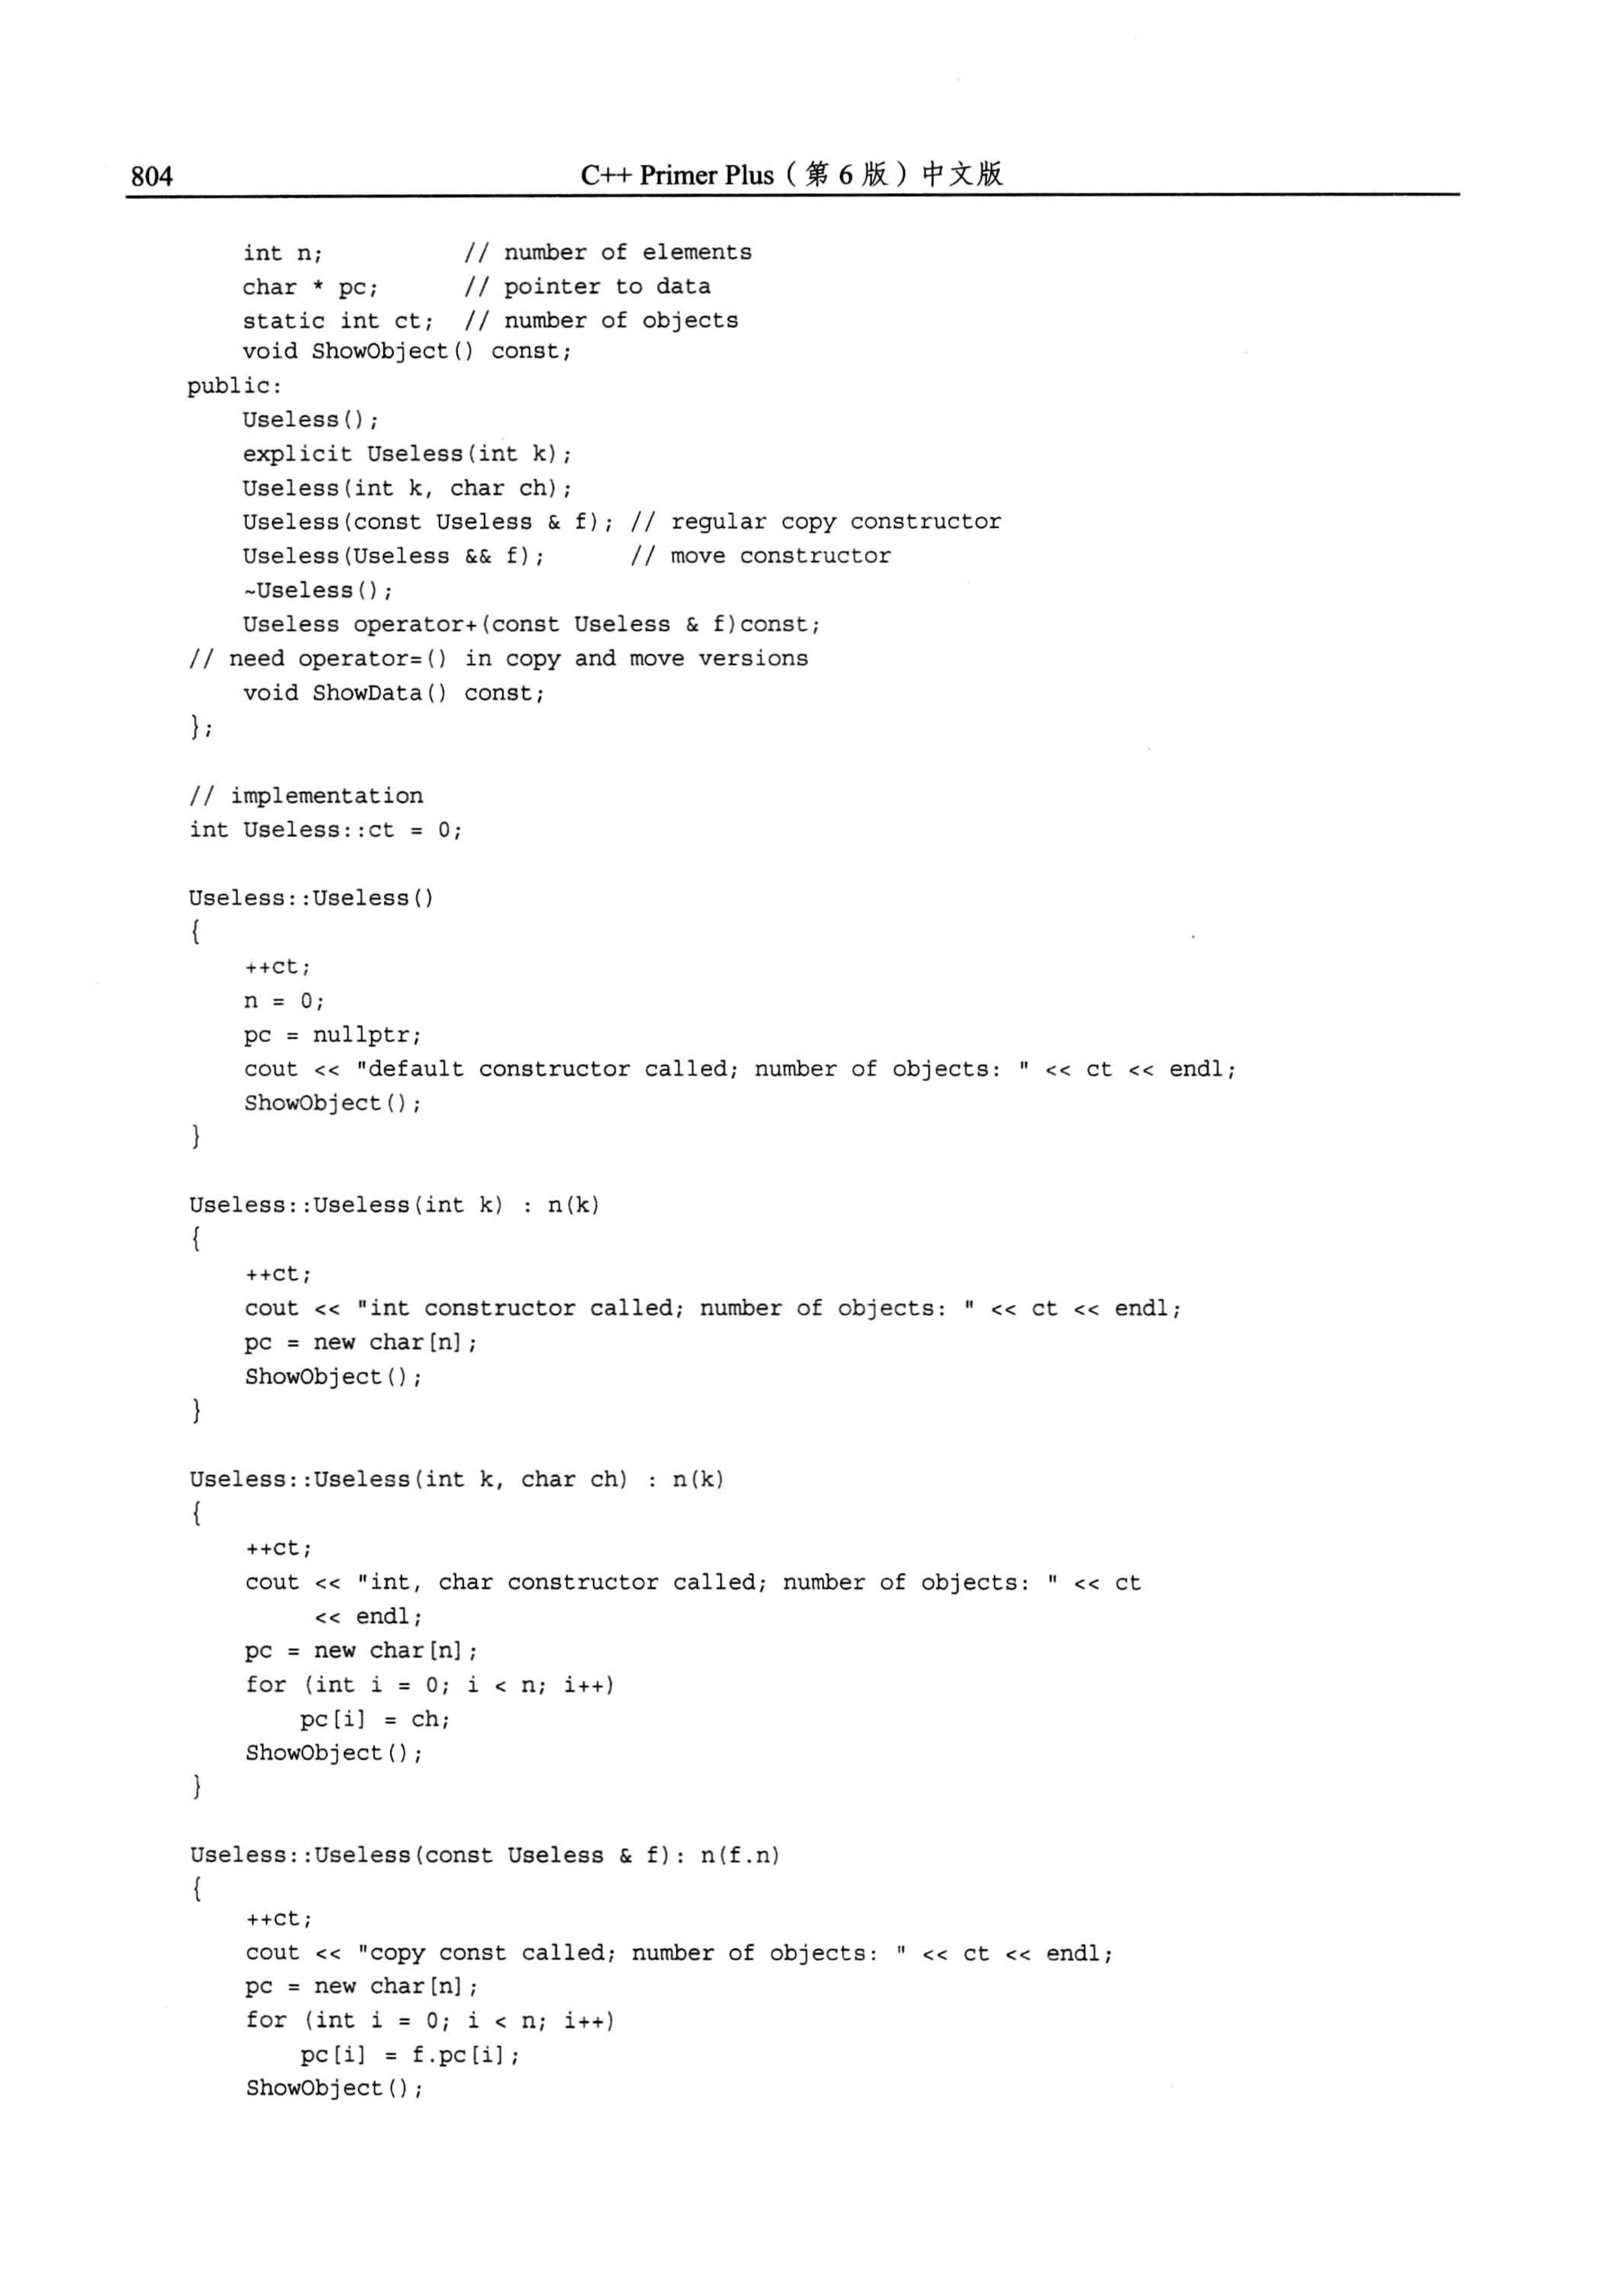 804
C++ Primer Plus（第 6 版）中文版
int n;          // number of elements
char * pc;      // pointer to data
static int ct;  // number of objects
void ShowObject() const;
public:
Useless();
explicit Useless(int k);
Useless(int k, char ch);
Useless(const Useless & f); // regular copy constructor
Useless(Useless && f);      // move constructor
~Useless();
Useless operator+(const Useless & f)const;
// need operator=() in copy and move versions
void ShowData() const;
};
// implementation
int Useless::ct = 0;
Useless::Useless()
{
++ct;
n = 0;
pc = nullptr;
cout << "default constructor called; number of objects: " << ct << endl;
ShowObject();
}
Useless::Useless(int k) : n(k)
{
++ct;
cout << "int constructor called; number of objects: " << ct << endl;
pc = new char[n];
ShowObject();
}
Useless::Useless(int k, char ch) : n(k)
{
++ct;
cout << "int, char constructor called; number of objects: " << ct
<< endl;
pc = new char[n];
for (int i = 0; i < n; i++)
pc[i] = ch;
ShowObject();
}
Useless::Useless(const Useless & f): n(f.n)
{
++ct;
cout << "copy const called; number of objects: " << ct << endl;
pc = new char[n];
for (int i = 0; i < n; i++)
pc[i] = f.pc[i];
ShowObject();